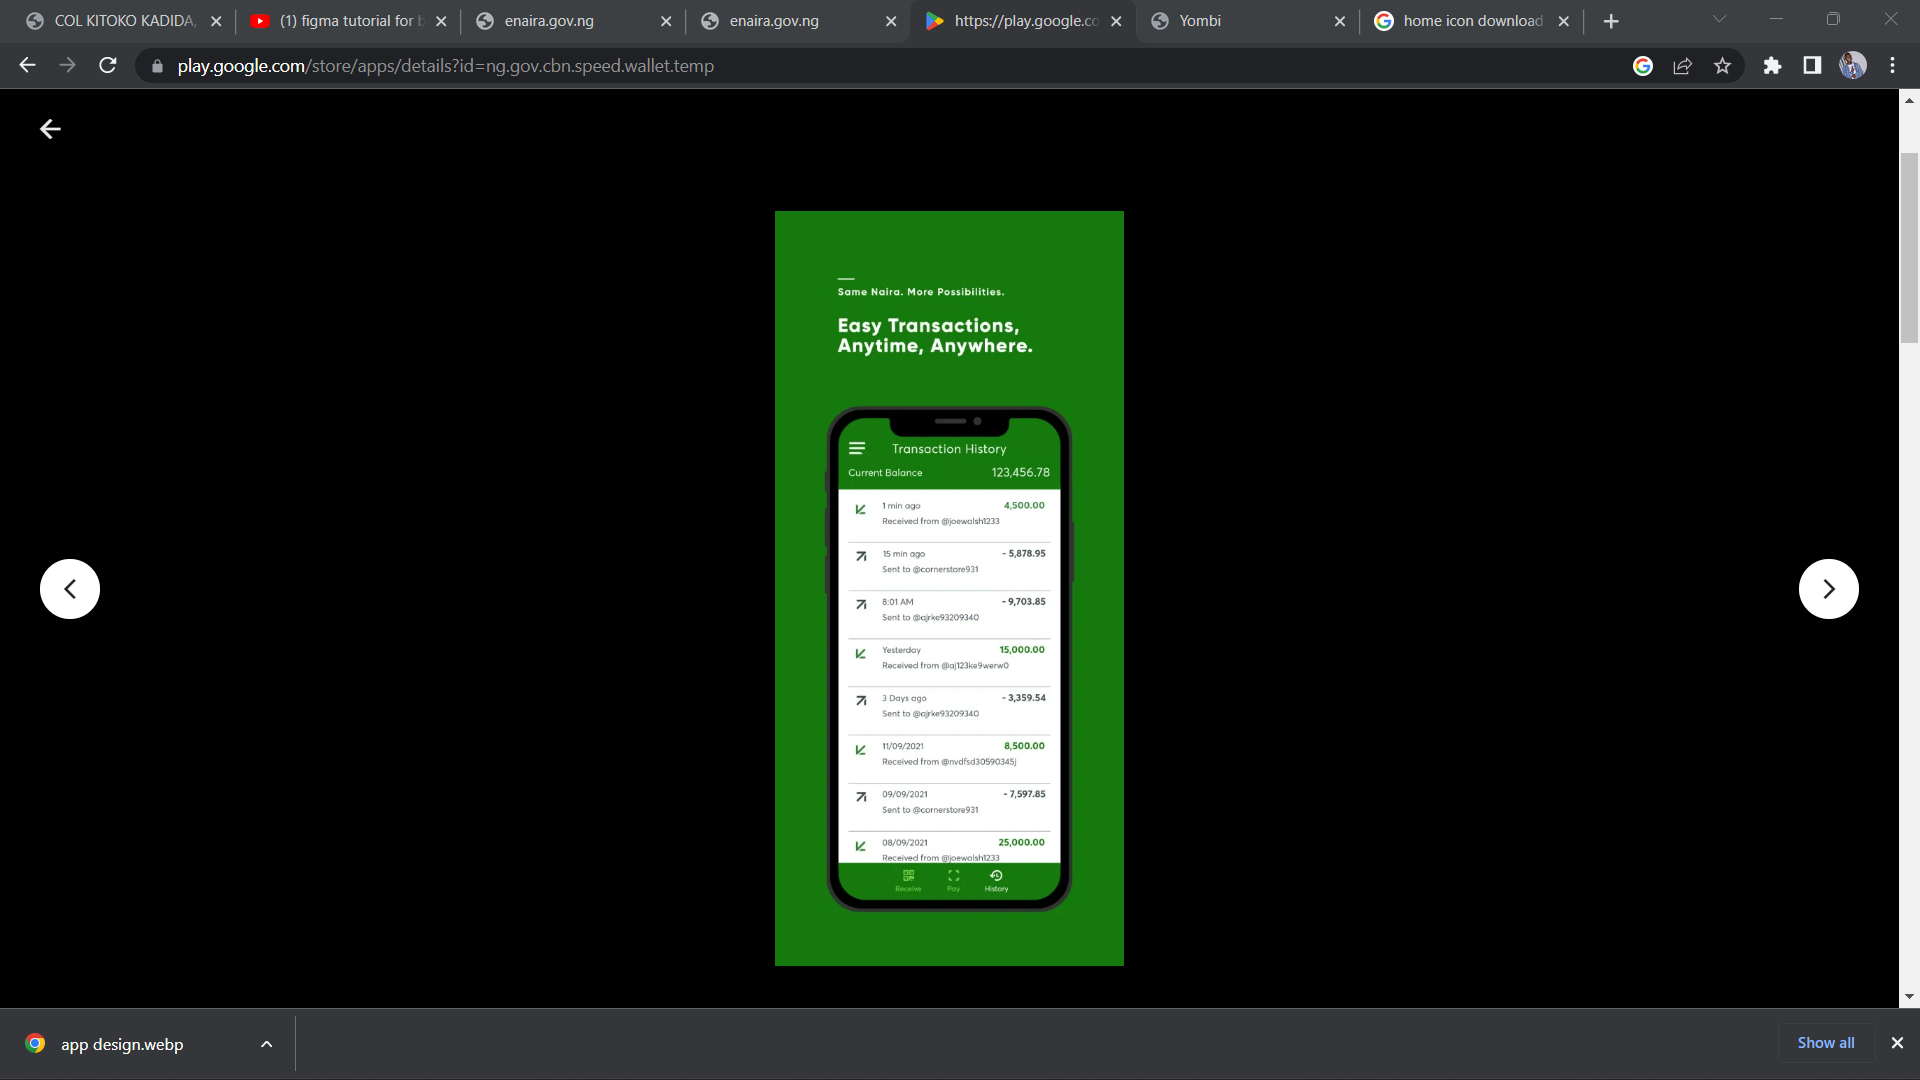 COL KITOKO KADIDA,
(1) figma tutorial for b
enaira.gov.ng
enaira.gov.ng
https://play.google.co
Yombi
home icon download
play.google.com/store/apps/details?id=ng.gov.cbn.speed.wallet.temp
Same Naira. More Possibilities.
Easy Transactions,
Anytime, Anywhere.
Transaction History
Current Balance 123,456.78
1 min ago 4,500.00
Received from @joewalsh1233
15 min ago - 5,878.95
Sent to @cornerstore931
8:01 AM - 9,703.85
Sent to @ajrke93209340
Yesterday 15,000.00
Received from @aj123ke9werw0
3 Days ago - 3,359.54
Sent to @ajrke93209340
11/09/2021 8,500.00
Received from @nvdfsd30590345j
09/09/2021 - 7,597.85
Sent to @cornerstore931
08/09/2021 25,000.00
Received from @joewalsh1233
Receive Pay History
app design.webp
Show all